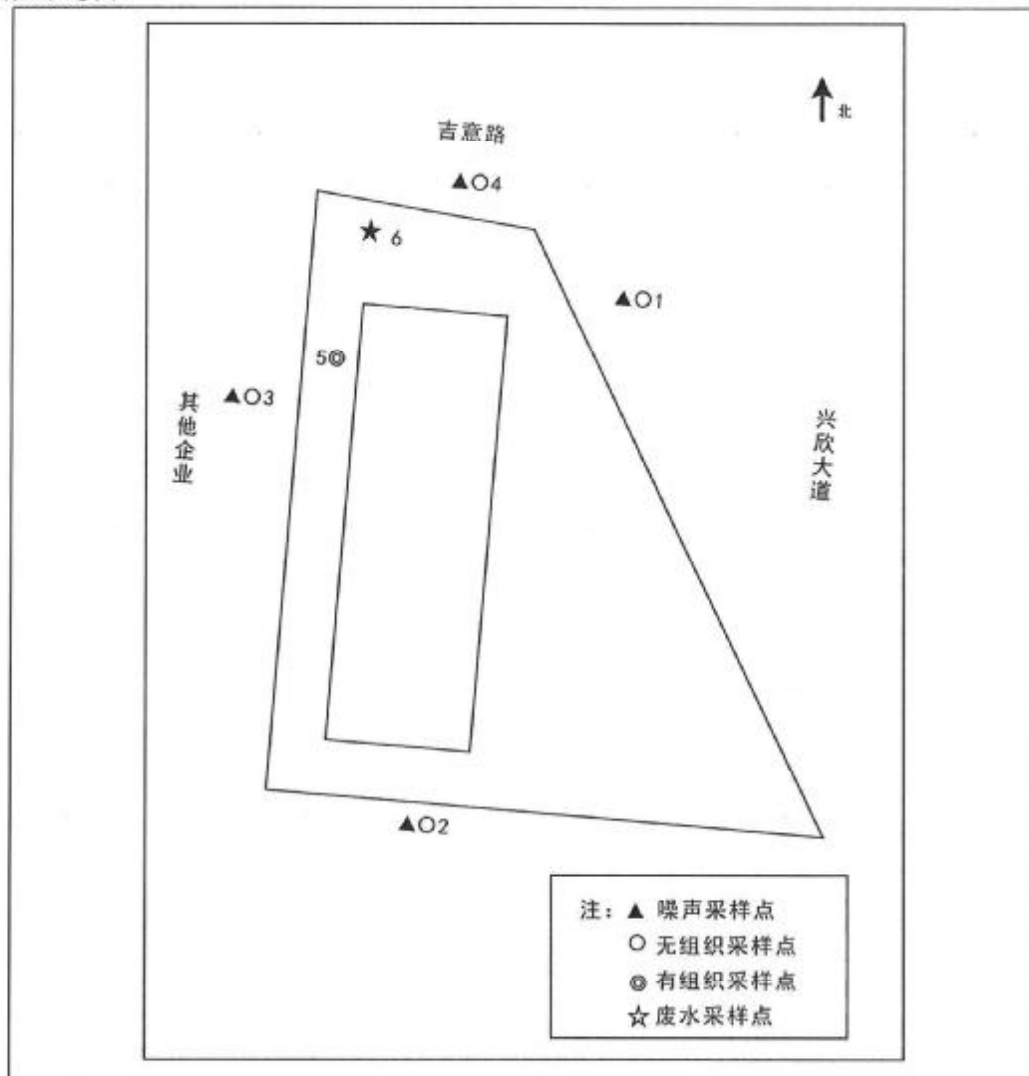 北
吉意路
▲○4
★ 6
▲○1
5◎
▲○3
其他企业
兴欣大道
▲○2
注：▲ 噪声采样点
○ 无组织采样点
◎ 有组织采样点
☆ 废水采样点